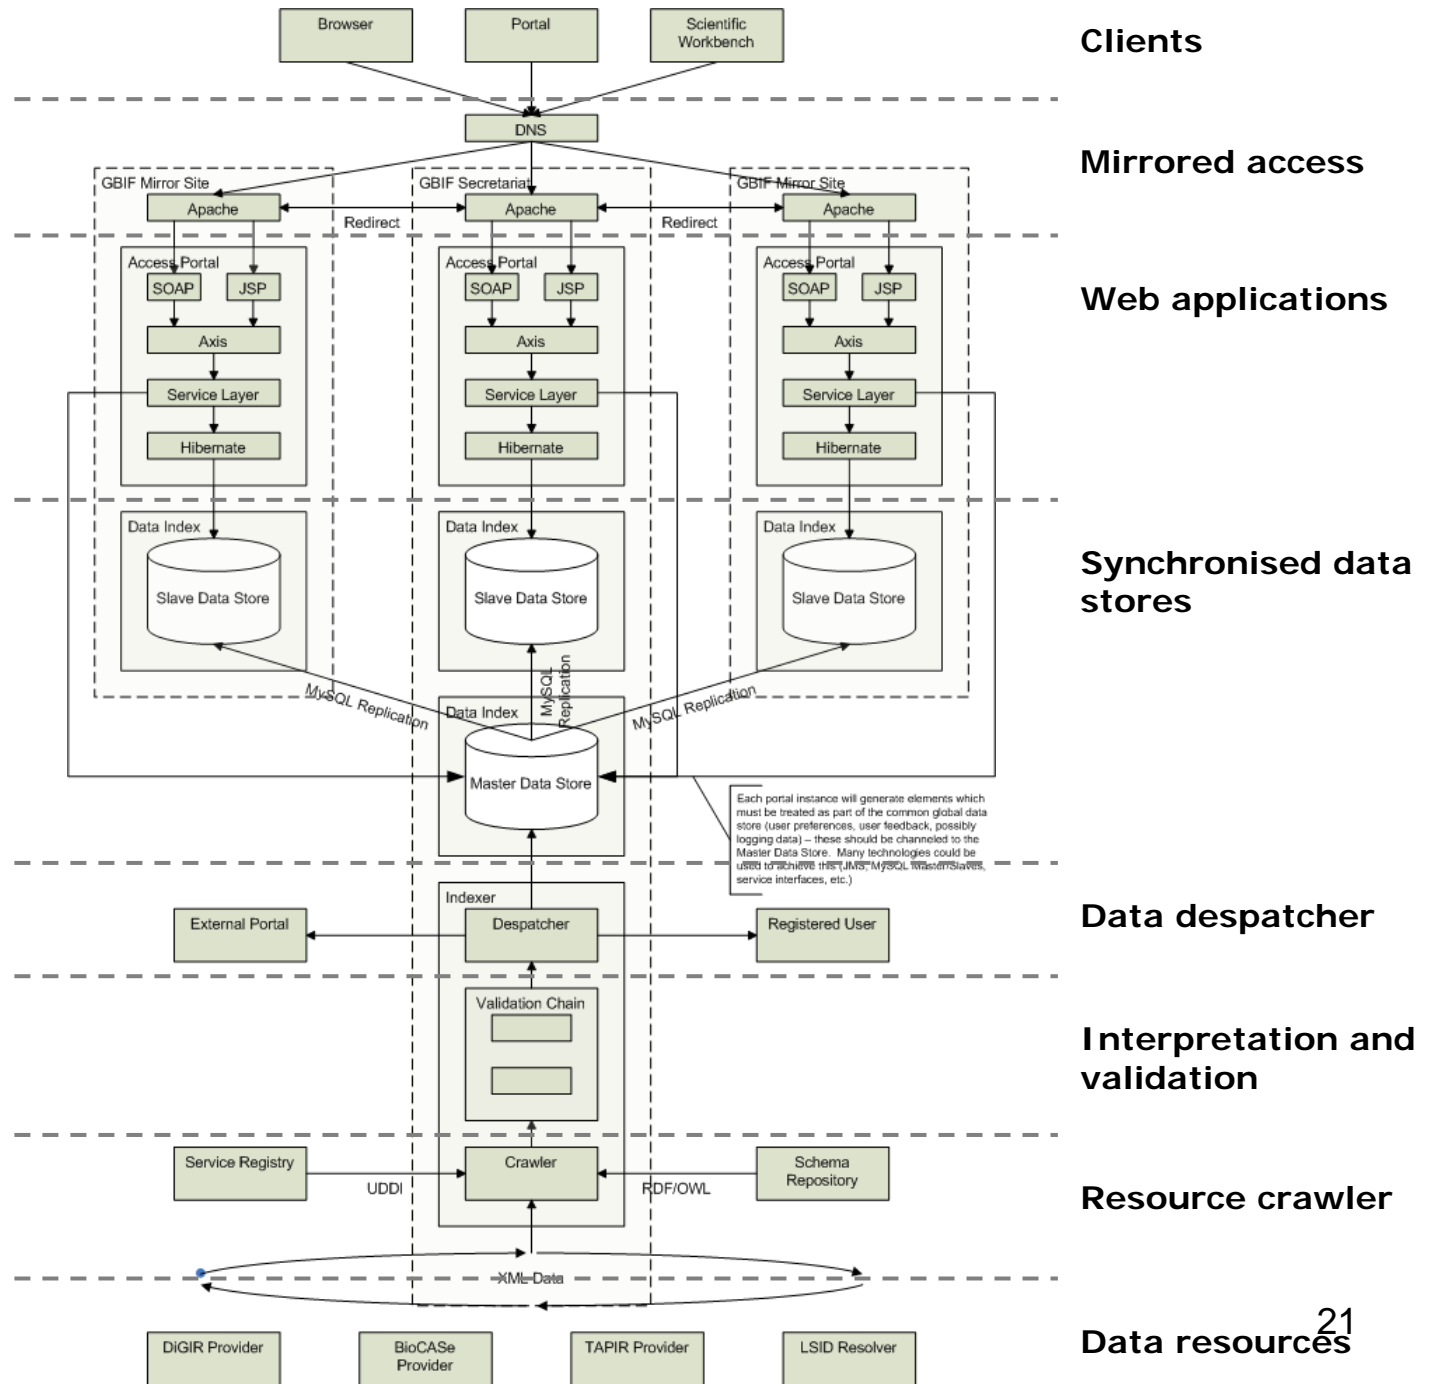 Browser
Portal
Scientific
Workbench
Clients
DNS
Mirrored access
GBIF Mirror Site
GBIF Secretariat
GBIF Mirror Site
Apache
Redirect
Apache
Redirect
Apache
Access Portal
Access Portal
Access Portal
SOAP
JSP
SOAP
JSP
SOAP
JSP
Web applications
Axis
Axis
Axis
Service Layer
Service Layer
Service Layer
Hibernate
Hibernate
Hibernate
Data Index
Data Index
Data Index
Slave Data Store
Slave Data Store
Slave Data Store
Synchronised data
stores
MySQL Replication
MySQL
Replication
MySQL Replication
Data Index
Master Data Store
Each portal instance will generate elements which
must be treated as part of the common global data
store (user preferences, user feedback, possibly
logging data) – these should be channeled to the
Master Data Store. Many technologies could be
used to achieve this (JMS, MySQL Master/Slaves,
service interfaces, etc.)
Indexer
External Portal
Despatcher
Registered User
Data despatcher
Validation Chain
Interpretation and
validation
Service Registry
UDDI
Crawler
RDF/OWL
Schema
Repository
Resource crawler
XML Data
DiGIR Provider
BioCASe
Provider
TAPIR Provider
LSID Resolver
Data resources
21